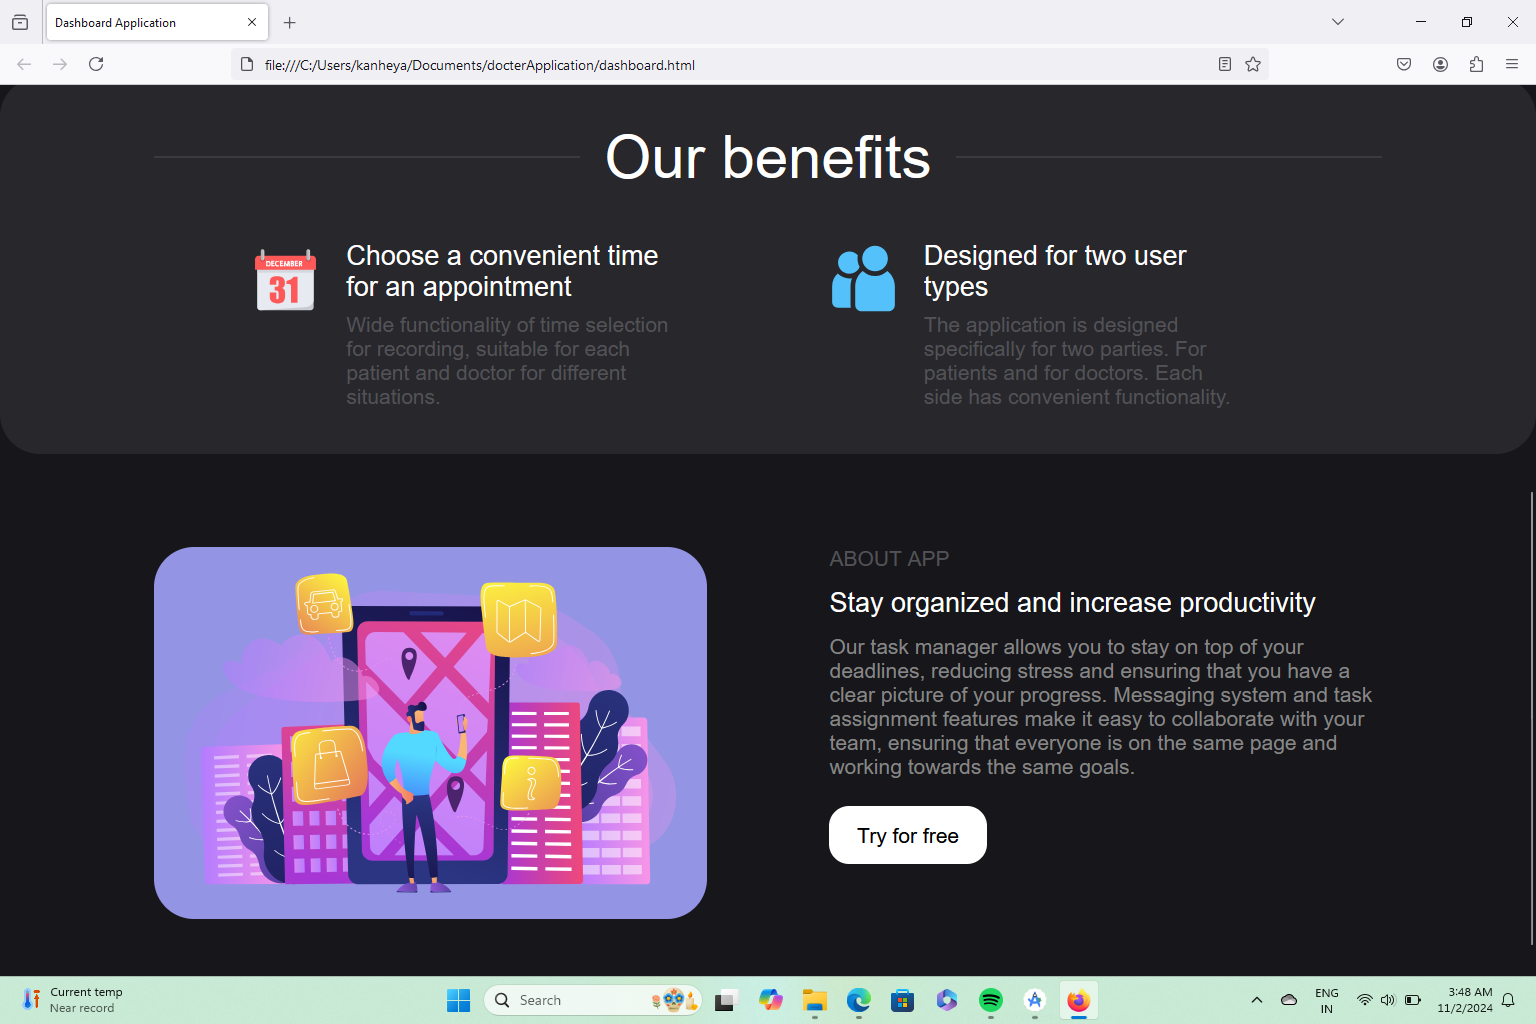 Dashboard Application
file:///C:/Users/kanheya/Documents/docterApplication/dashboard.html
Our benefits
DECEMBER
31
Choose a convenient time
for an appointment
Wide functionality of time selection
for recording, suitable for each
patient and doctor for different
situations.
Designed for two user
types
The application is designed
specifically for two parties. For
patients and for doctors. Each
side has convenient functionality.
ABOUT APP
Stay organized and increase productivity
Our task manager allows you to stay on top of your
deadlines, reducing stress and ensuring that you have a
clear picture of your progress. Messaging system and task
assignment features make it easy to collaborate with your
team, ensuring that everyone is on the same page and
working towards the same goals.
Try for free
Current temp
Near record
Search
ENG
IN
3:48 AM
11/2/2024